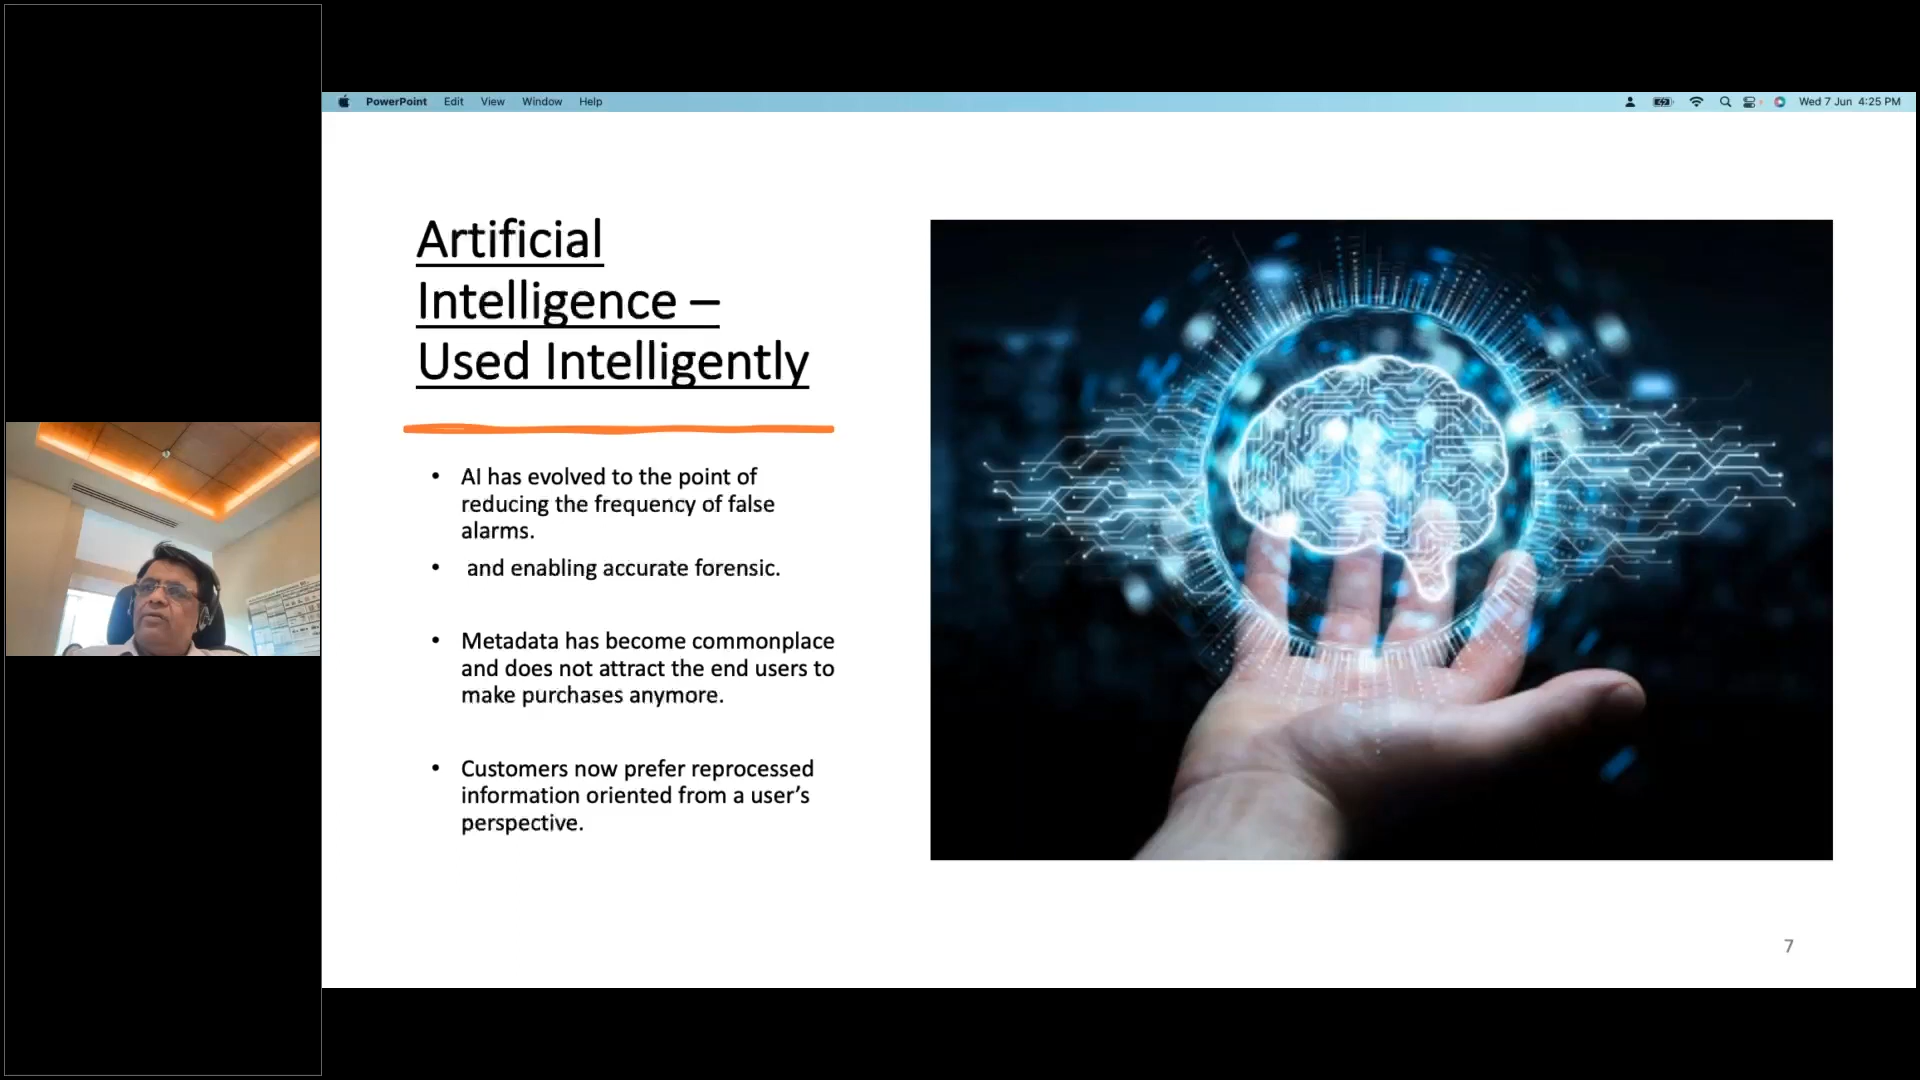 PowerPoint Edit View Window Help
Wed 7 Jun 4:25 PM
Artificial
Intelligence –
Used Intelligently
• AI has evolved to the point of
reducing the frequency of false
alarms.
• and enabling accurate forensic.
• Metadata has become commonplace
and does not attract the end users to
make purchases anymore.
• Customers now prefer reprocessed
information oriented from a user’s
perspective.
7